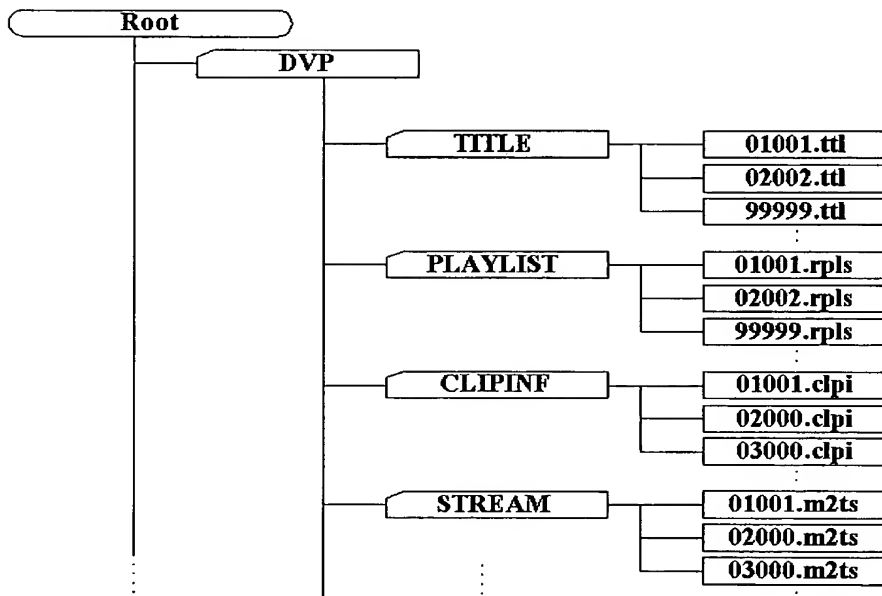 Root
DVP
TITLE
01001.ttl
02002.ttl
99999.ttl
PLAYLIST
01001.rpls
02002.rpls
99999.rpls
CLIPINF
01001.clpi
02000.clpi
03000.clpi
STREAM
01001.m2ts
02000.m2ts
03000.m2ts